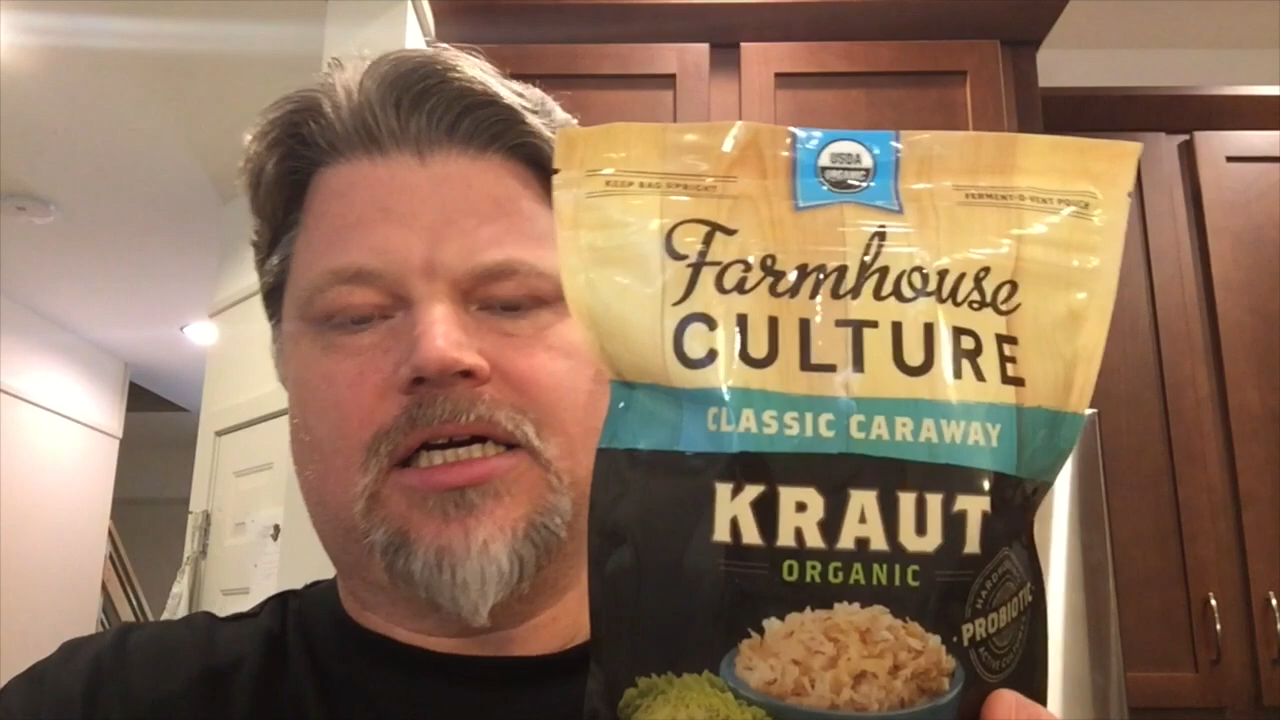 USDA
ORGANIC
KEEP BAG UPRIGHT
FERMENT-O-VENT POUCH
Farmhouse
CULTURE
CLASSIC CARAWAY
KRAUT
ORGANIC
PROBIOTIC